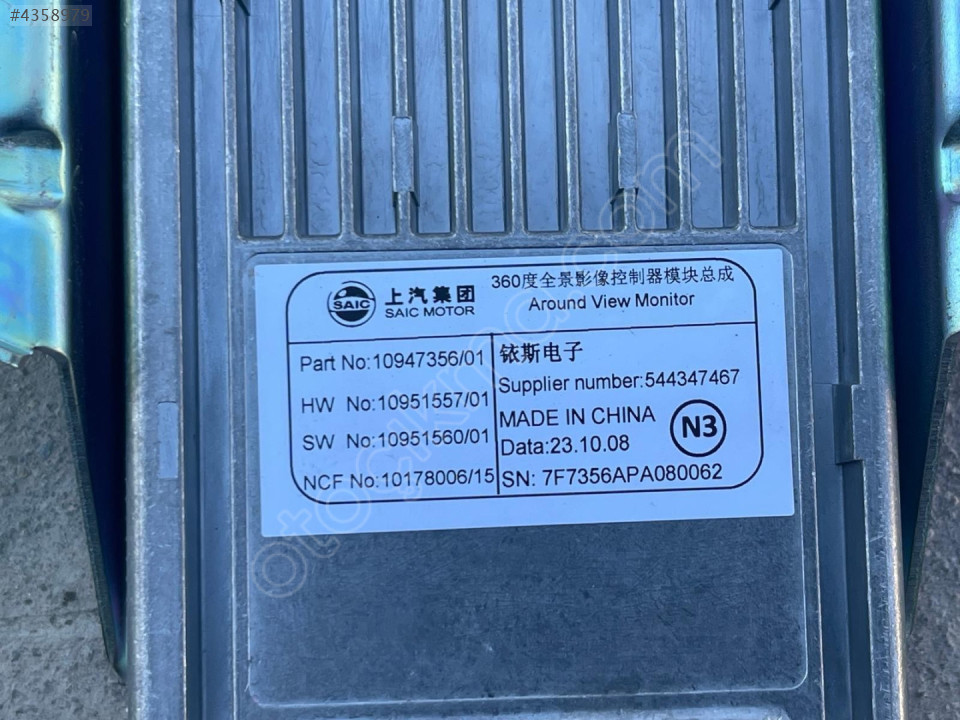 #4358979
SAIC
上汽集团
SAIC MOTOR
360度全景影像控制器模块总成
Around View Monitor
Part No:10947356/01
HW No:10951557/01
SW No:10951560/01
NCF No:10178006/15
铱斯电子
Supplier number:544347467
MADE IN CHINA
Data:23.10.08
N3
SN: 7F7356APA080062